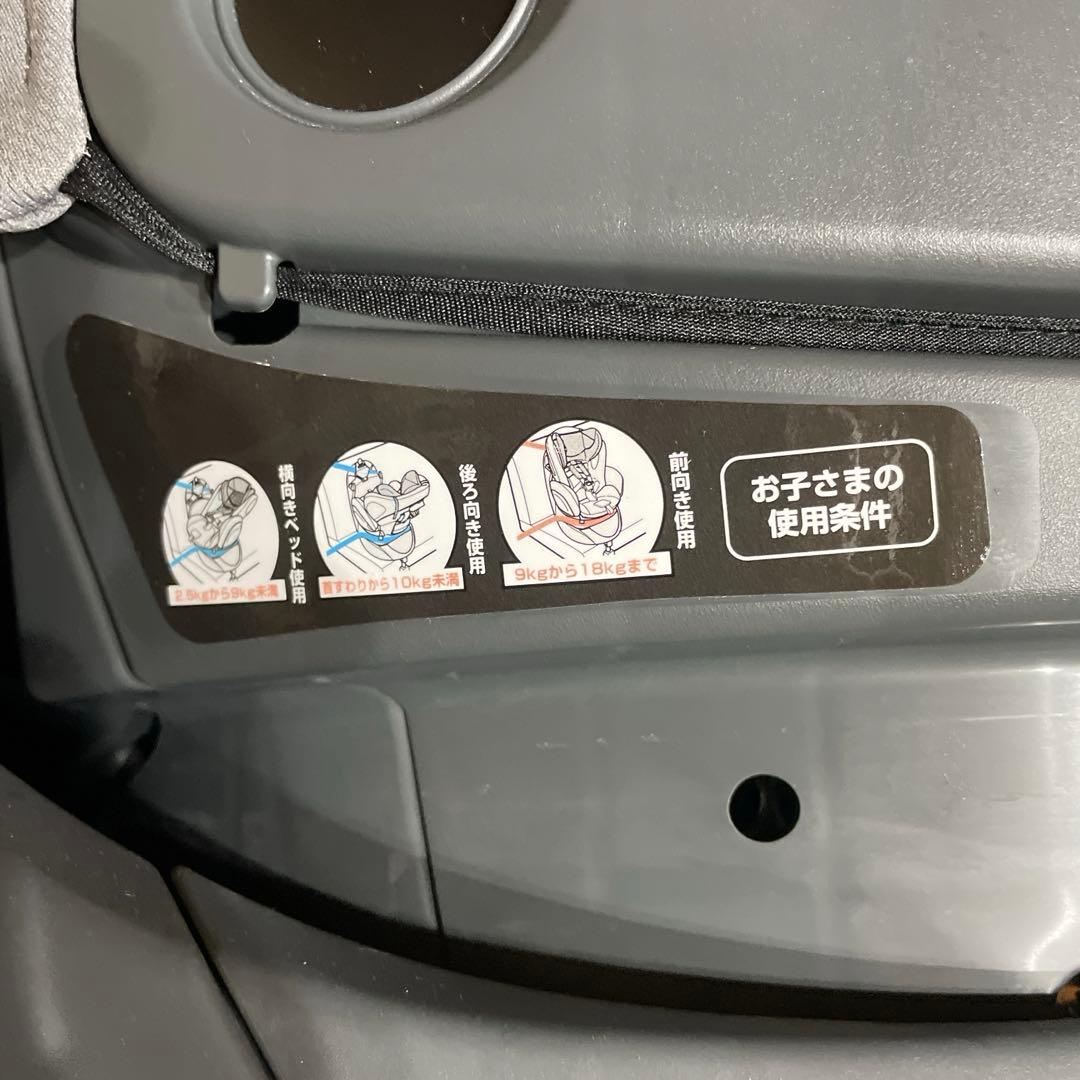 お子さまの
使用条件
前向き使用
9kgから18kgまで
後ろ向き使用
首すわりから10kg未満
横向きベッド使用
2.5kgから9kg未満